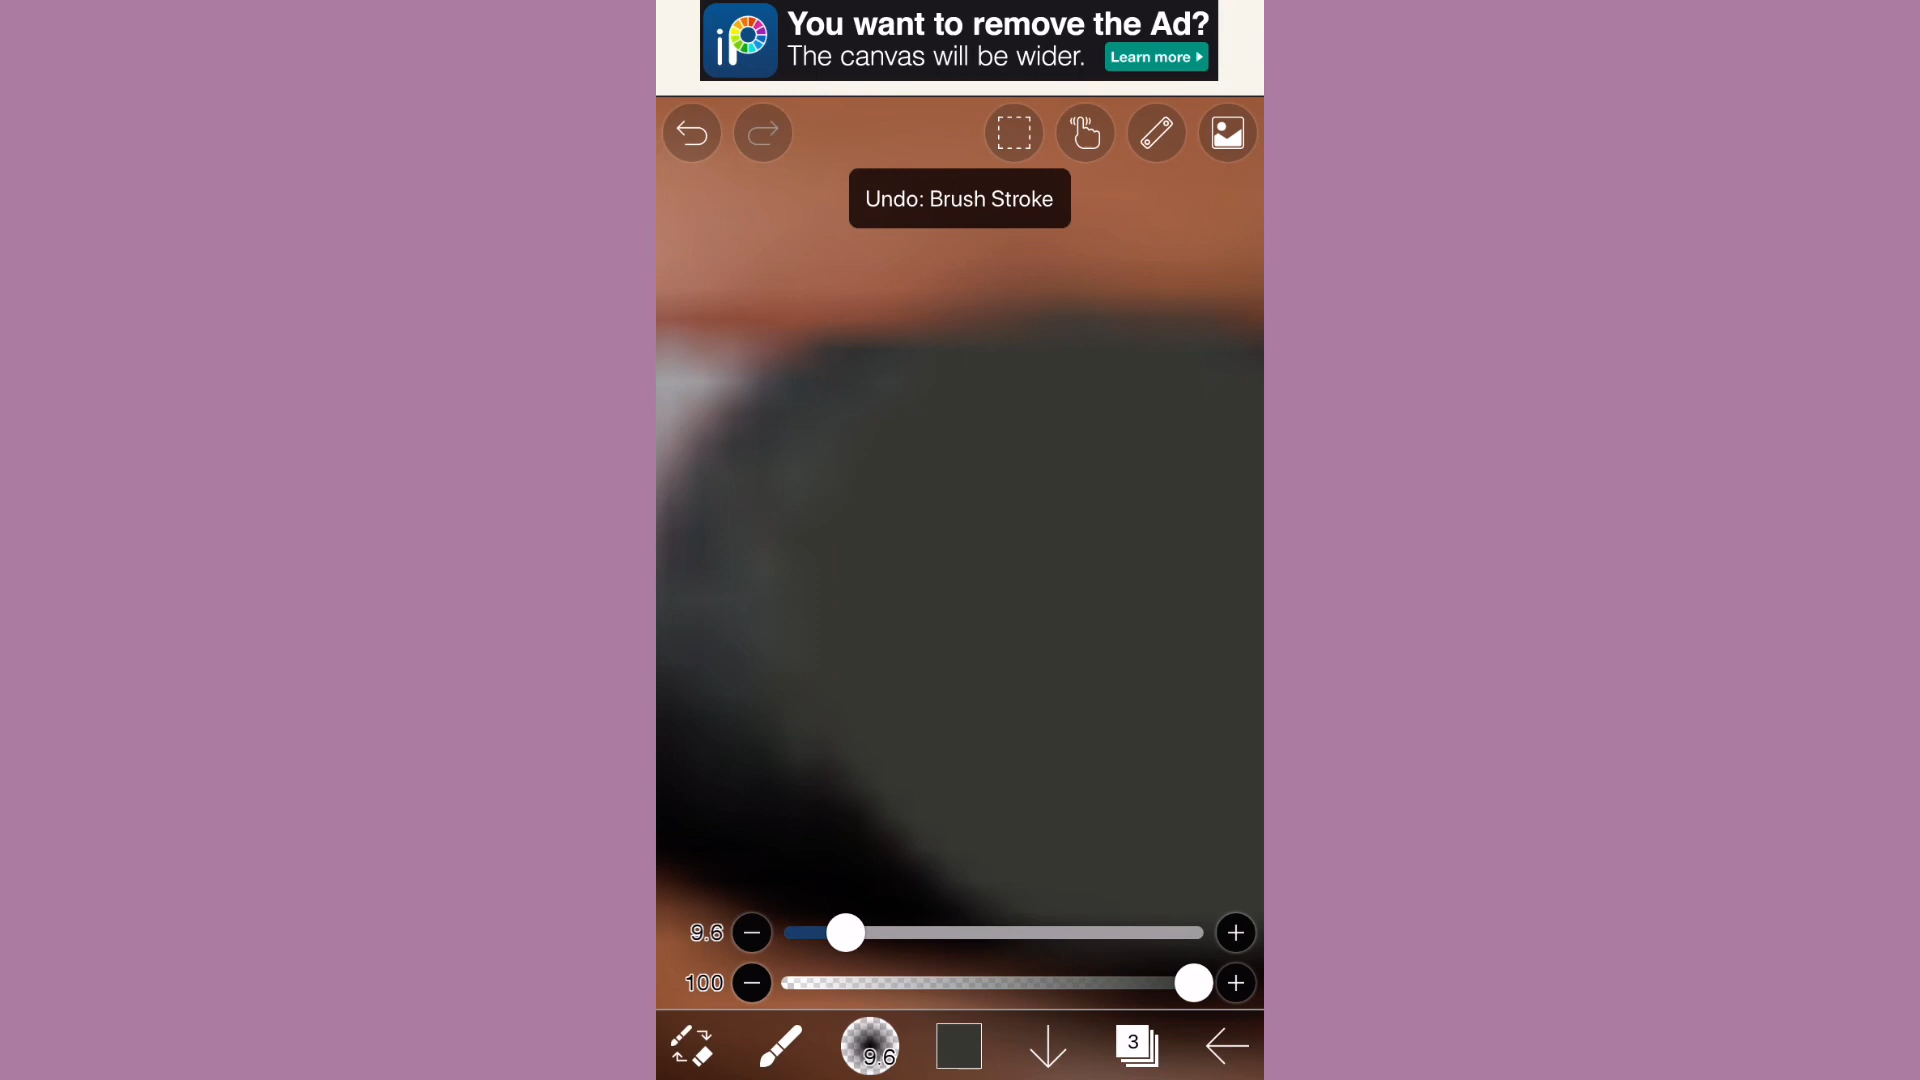 iP
You want to remove the Ad?
The canvas will be wider.
Learn more
Undo: Brush Stroke
9.6
100
9.6
3